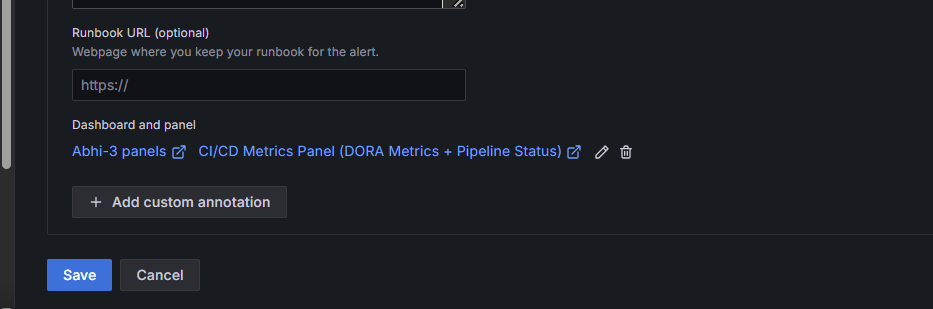 Runbook URL (optional)
Webpage where you keep your runbook for the alert.
https://
Dashboard and panel
Abhi-3 panels CI/CD Metrics Panel (DORA Metrics + Pipeline Status)
+ Add custom annotation
Save Cancel